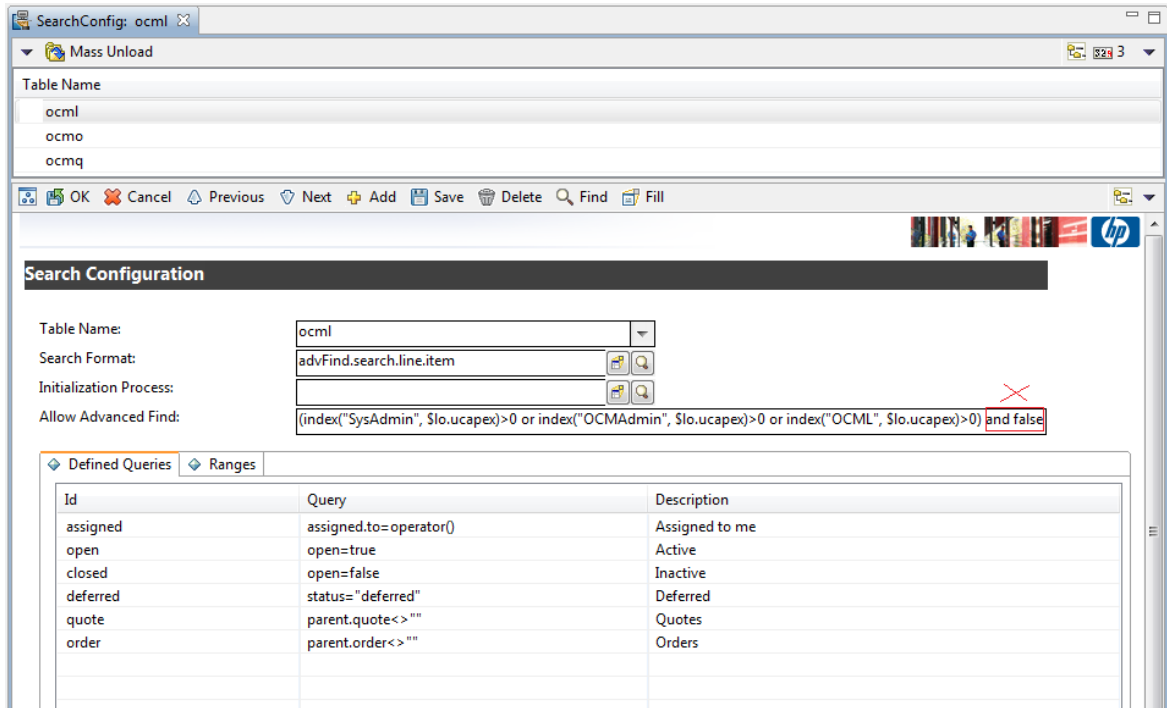 SearchConfig: ocml
Mass Unload 3
Table Name
ocml
ocmo
ocmq
OK Cancel Previous Next Add Save Delete Find Fill
hp
Search Configuration
Table Name: ocml
Search Format: advFind.search.line.item
Initialization Process:
Allow Advanced Find: (index("SysAdmin", $lo.ucapex)>0 or index("OCMAdmin", $lo.ucapex)>0 or index("OCML", $lo.ucapex)>0) and false
Defined Queries Ranges
Id Query Description
assigned assigned.to=operator() Assigned to me
open open=true Active
closed open=false Inactive
deferred status="deferred" Deferred
quote parent.quote<>"" Quotes
order parent.order<>"" Orders